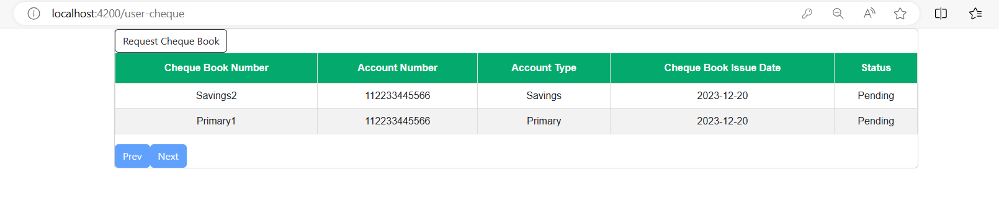 localhost:4200/user-cheque
Request Cheque Book
Cheque Book Number Account Number Account Type Cheque Book Issue Date Status
Savings2 112233445566 Savings 2023-12-20 Pending
Primary1 112233445566 Primary 2023-12-20 Pending
Prev Next